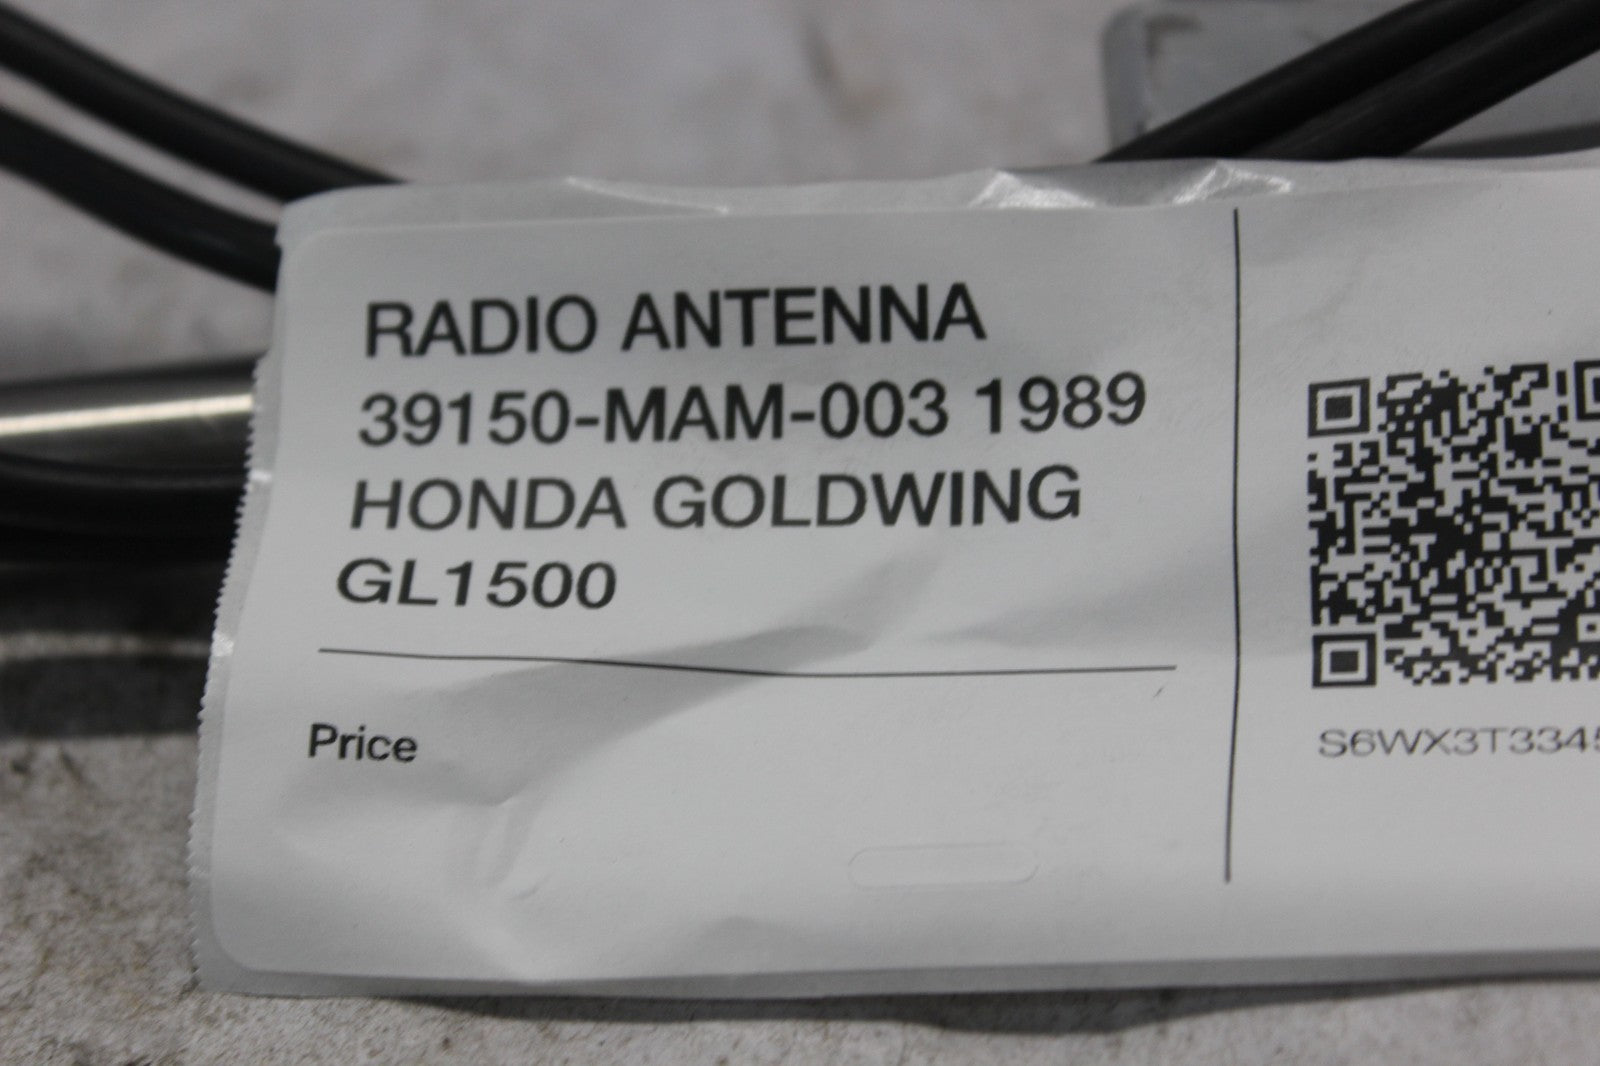 RADIO ANTENNA
39150-MAM-003 1989
HONDA GOLDWING
GL1500
Price
S6WX3T3345